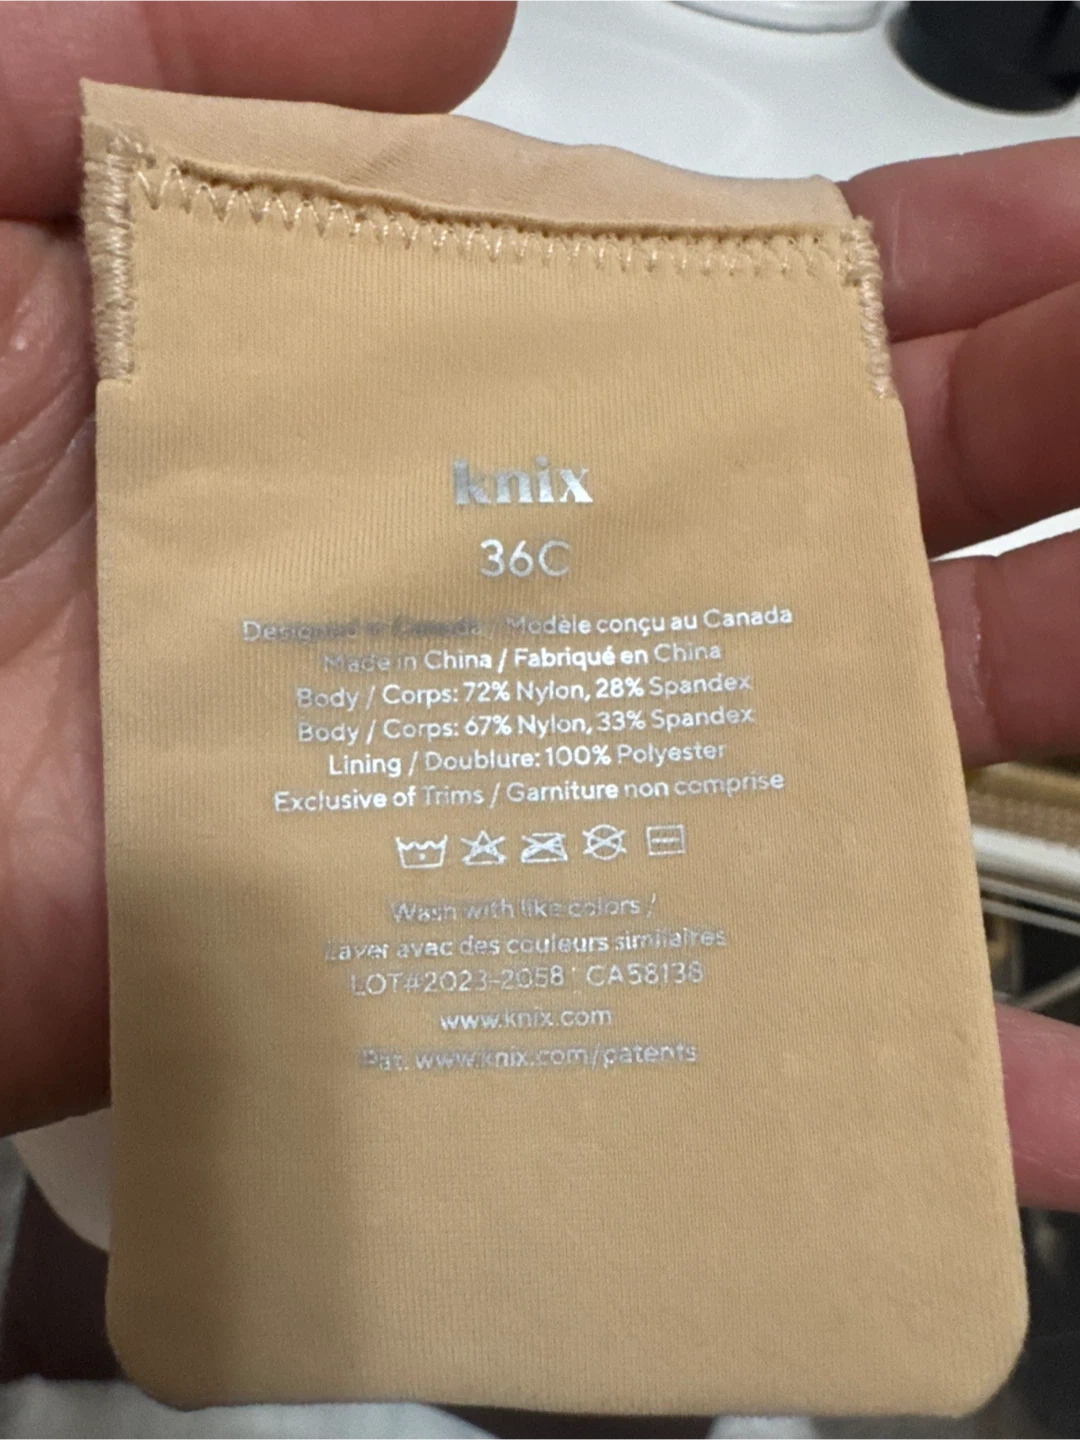 knix
36C
Designed in Canada / Modèle conçu au Canada
Made in China / Fabriqué en China
Body / Corps: 72% Nylon, 28% Spandex
Body / Corps: 67% Nylon, 33% Spandex
Lining / Doublure: 100% Polyester
Exclusive of Trims / Garniture non comprise
Wash with like colors /
Laver avec des couleurs similaires
LOT#2023-2058 CA58138
www.knix.com
Pat. www.knix.com/patents